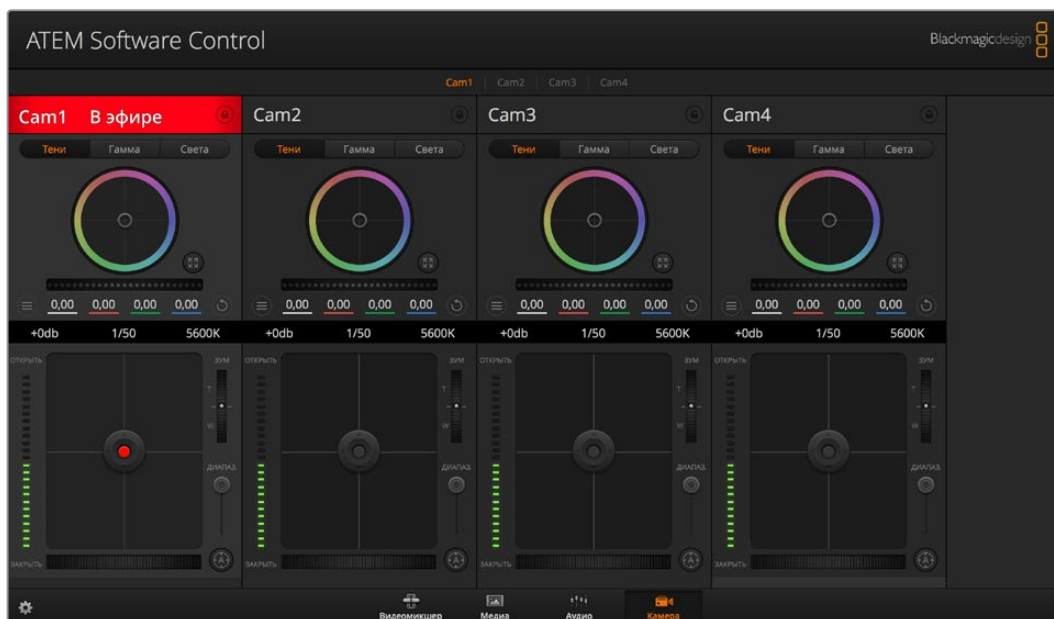 ATEM Software Control Blackmagicdesign
Cam1 Cam2 Cam3 Cam4
Cam1 В эфире Cam2 Cam3 Cam4
Тени Гамма Света Тени Гамма Света Тени Гамма Света Тени Гамма Света
0,00 0,00 0,00 0,00 0,00 0,00 0,00 0,00 0,00 0,00 0,00 0,00 0,00 0,00 0,00 0,00
+0db 1/50 5600K +0db 1/50 5600K +0db 1/50 5600K +0db 1/50 5600K
ОТКРЫТЬ ЗУМ ОТКРЫТЬ ЗУМ ОТКРЫТЬ ЗУМ ОТКРЫТЬ ЗУМ
T T T T
W W W W
ДИАПАЗ. ДИАПАЗ. ДИАПАЗ. ДИАПАЗ.
ЗАКРЫТЬ A ЗАКРЫТЬ A ЗАКРЫТЬ A ЗАКРЫТЬ A
Видеомикшер Медиа Аудио Камера